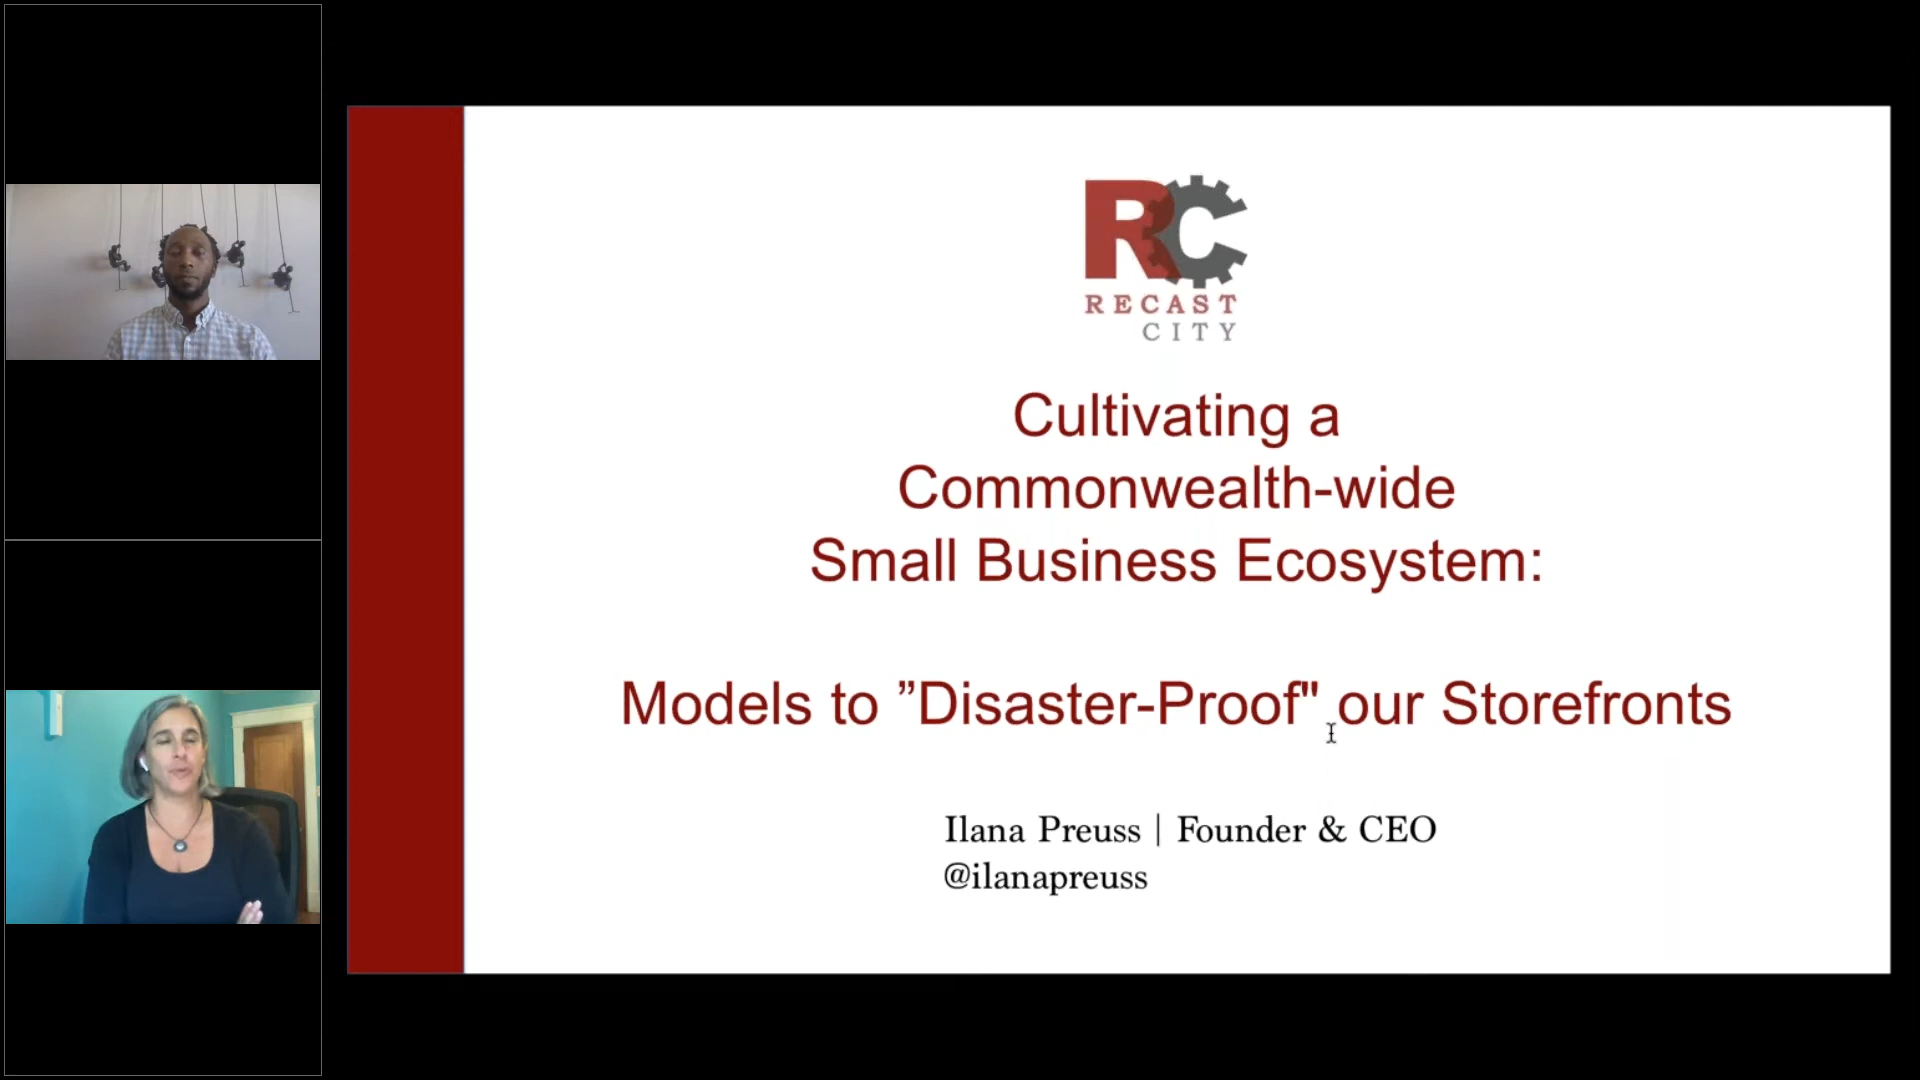 RC
RECAST
CITY
Cultivating a
Commonwealth-wide
Small Business Ecosystem:
Models to ”Disaster-Proof" our Storefronts
Ilana Preuss | Founder & CEO
@ilanapreuss